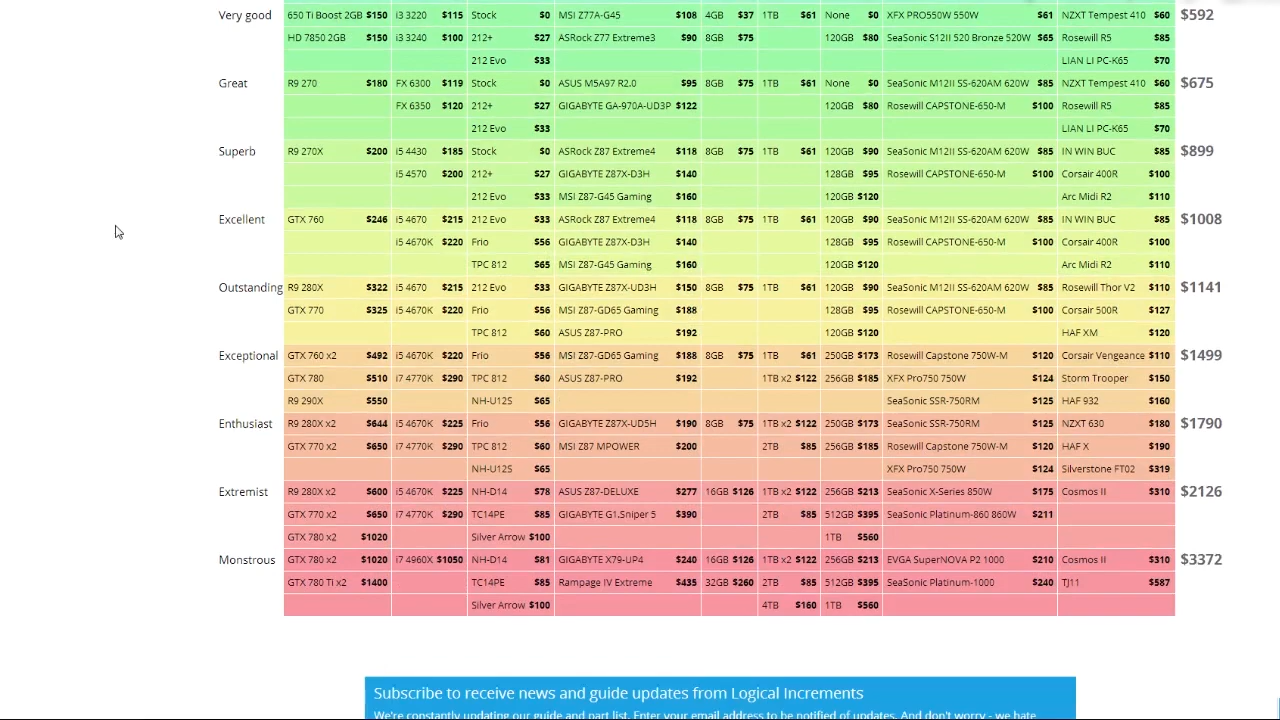 Very good 650 Ti Boost 2GB $150 i3 3220 $115 Stock $0 MSI Z77A-G45 $108 4GB $37 1TB $61 None $0 XFX PRO550W 550W $61 NZXT Tempest 410 $60 $592
HD 7850 2GB $150 i3 3240 $100 212+ $27 ASRock Z77 Extreme3 $90 8GB $75 120GB $80 SeaSonic S12II 520 Bronze 520W $65 Rosewill R5 $85
212 Evo $33 LIAN LI PC-K65 $70
Great R9 270 $180 FX 6300 $119 Stock $0 ASUS M5A97 R2.0 $95 8GB $75 1TB $61 None $0 SeaSonic M12II SS-620AM 620W $85 NZXT Tempest 410 $60 $675
FX 6350 $120 212+ $27 GIGABYTE GA-970A-UD3P $122 120GB $80 Rosewill CAPSTONE-650-M $100 Rosewill R5 $85
212 Evo $33 LIAN LI PC-K65 $70
Superb R9 270X $200 i5 4430 $185 Stock $0 ASRock Z87 Extreme4 $118 8GB $75 1TB $61 120GB $90 SeaSonic M12II SS-620AM 620W $85 IN WIN BUC $85 $899
i5 4570 $200 212+ $27 GIGABYTE Z87X-D3H $140 128GB $95 Rosewill CAPSTONE-650-M $100 Corsair 400R $100
212 Evo $33 MSI Z87-G45 Gaming $160 120GB $120 Arc Midi R2 $110
Excellent GTX 760 $246 i5 4670 $215 212 Evo $33 ASRock Z87 Extreme4 $118 8GB $75 1TB $61 120GB $90 SeaSonic M12II SS-620AM 620W $85 IN WIN BUC $85 $1008
i5 4670K $220 Frio $56 GIGABYTE Z87X-D3H $140 128GB $95 Rosewill CAPSTONE-650-M $100 Corsair 400R $100
TPC 812 $65 MSI Z87-G45 Gaming $160 120GB $120 Arc Midi R2 $110
Outstanding R9 280X $322 i5 4670 $215 212 Evo $33 GIGABYTE Z87X-UD3H $150 8GB $75 1TB $61 120GB $90 SeaSonic M12II SS-620AM 620W $85 Rosewill Thor V2 $110 $1141
GTX 770 $325 i5 4670K $220 Frio $56 MSI Z87-GD65 Gaming $188 128GB $95 Rosewill CAPSTONE-650-M $100 Corsair 500R $127
TPC 812 $60 ASUS Z87-PRO $192 120GB $120 HAF XM $120
Exceptional GTX 760 x2 $492 i5 4670K $220 Frio $56 MSI Z87-GD65 Gaming $188 8GB $75 1TB $61 250GB $173 Rosewill Capstone 750W-M $120 Corsair Vengeance $110 $1499
GTX 780 $510 i7 4770K $290 TPC 812 $60 ASUS Z87-PRO $192 1TB x2 $122 256GB $185 XFX Pro750 750W $124 Storm Trooper $150
R9 290X $550 NH-U12S $65 SeaSonic SSR-750RM $125 HAF 932 $160
Enthusiast R9 280X x2 $644 i5 4670K $225 Frio $56 GIGABYTE Z87X-UD5H $190 8GB $75 1TB x2 $122 250GB $173 SeaSonic SSR-750RM $125 NZXT 630 $180 $1790
GTX 770 x2 $650 i7 4770K $290 TPC 812 $60 MSI Z87 MPOWER $200 2TB $85 256GB $185 Rosewill Capstone 750W-M $120 HAF X $190
NH-U12S $65 XFX Pro750 750W $124 Silverstone FT02 $319
Extremist R9 280X x2 $600 i5 4670K $225 NH-D14 $78 ASUS Z87-DELUXE $277 16GB $126 1TB x2 $122 256GB $213 SeaSonic X-Series 850W $175 Cosmos II $310 $2126
GTX 770 x2 $650 i7 4770K $290 TC14PE $85 GIGABYTE G1.Sniper 5 $390 2TB $85 512GB $395 SeaSonic Platinum-860 860W $211
GTX 780 x2 $1020 Silver Arrow $100 1TB $560
Monstrous GTX 780 x2 $1020 i7 4960X $1050 NH-D14 $81 GIGABYTE X79-UP4 $240 16GB $126 1TB x2 $122 256GB $213 EVGA SuperNOVA P2 1000 $210 Cosmos II $310 $3372
GTX 780 Ti x2 $1400 TC14PE $85 Rampage IV Extreme $435 32GB $260 2TB $85 512GB $395 SeaSonic Platinum-1000 $240 TJ11 $587
Silver Arrow $100 4TB $160 1TB $560
Subscribe to receive news and guide updates from Logical Increments
We're constantly updating our guide and part list. Enter your email address to be notified of updates. And don't worry - we hate